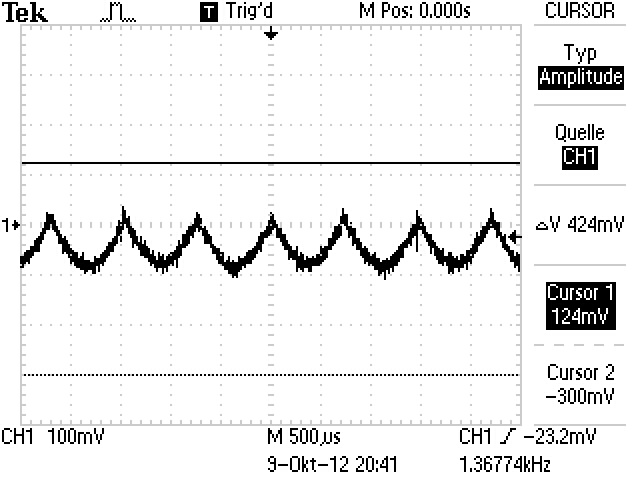 Tek T Trig'd M Pos: 0.000s CURSOR
Typ
Amplitude
Quelle
CH1
1
△V 424mV
Cursor 1
124mV
Cursor 2
-300mV
CH1 100mV M 500µs CH1 -23.2mV
9-Okt-12 20:41 1.36774kHz